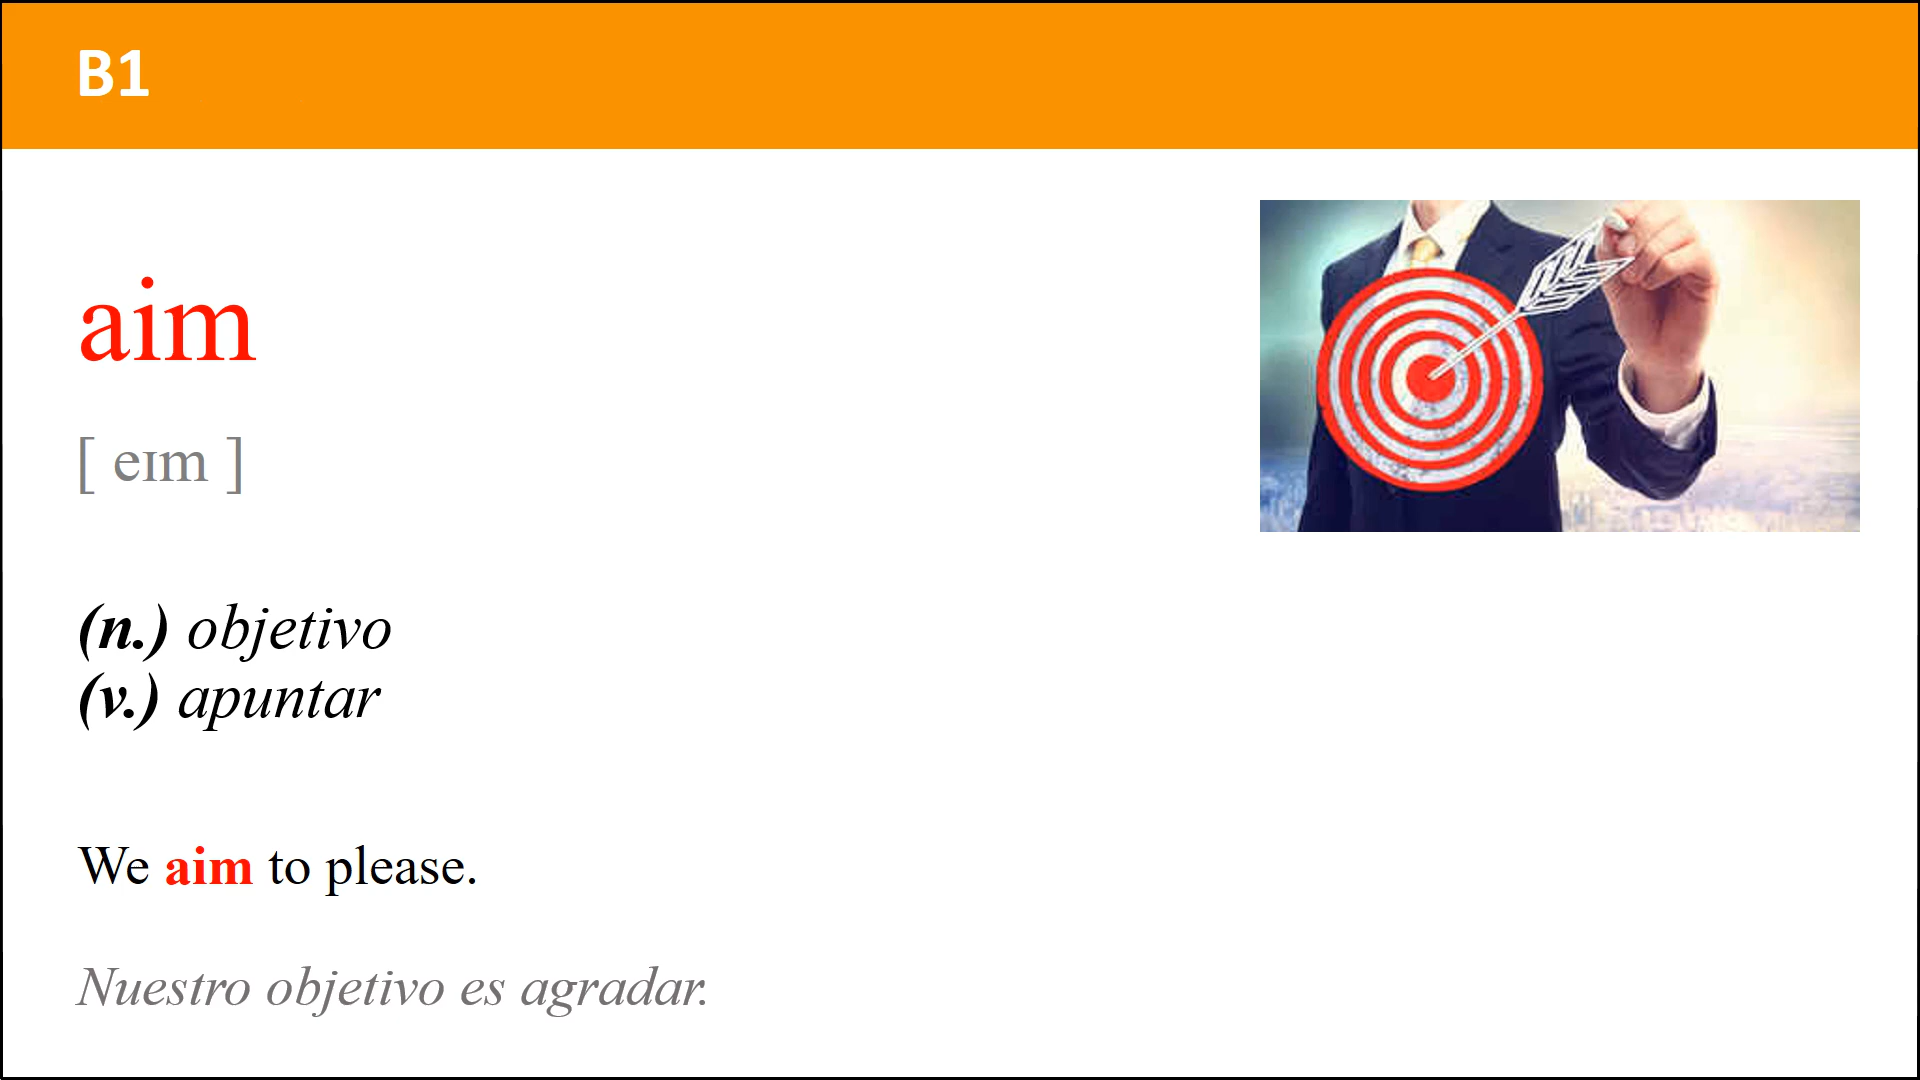 B1
aim
[ eɪm ]
(n.) objetivo
(v.) apuntar
We aim to please.
Nuestro objetivo es agradar.